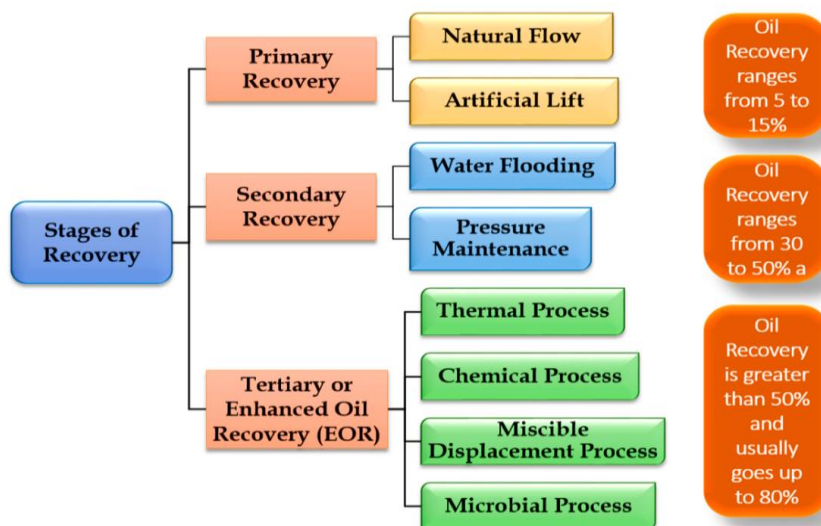 Stages of
Recovery
Primary
Recovery
Natural Flow
Artificial Lift
Oil
Recovery
ranges
from 5 to
15%
Secondary
Recovery
Water Flooding
Pressure
Maintenance
Oil
Recovery
ranges
from 30
to 50% a
Tertiary or
Enhanced Oil
Recovery (EOR)
Thermal Process
Chemical Process
Miscible
Displacement Process
Microbial Process
Oil
Recovery
is greater
than 50%
and
usually
goes up
to 80%